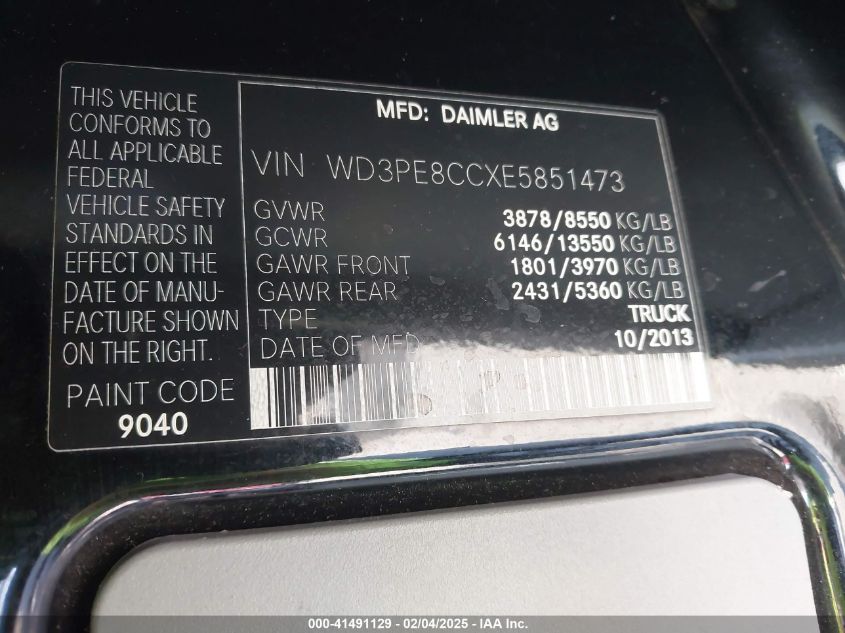 THIS VEHICLE
CONFORMS TO
ALL APPLICABLE
FEDERAL
VEHICLE SAFETY
STANDARDS IN
EFFECT ON THE
DATE OF MANU-
FACTURE SHOWN
ON THE RIGHT.
PAINT CODE
9040
MFD: DAIMLER AG
VIN WD3PE8CCXE5851473
GVWR 3878/8550 KG/LB
GCWR 6146/13550 KG/LB
GAWR FRONT 1801/3970 KG/LB
GAWR REAR 2431/5360 KG/LB
TYPE TRUCK
DATE OF MFD 10/2013
000-41491129 - 02/04/2025 - IAA Inc.